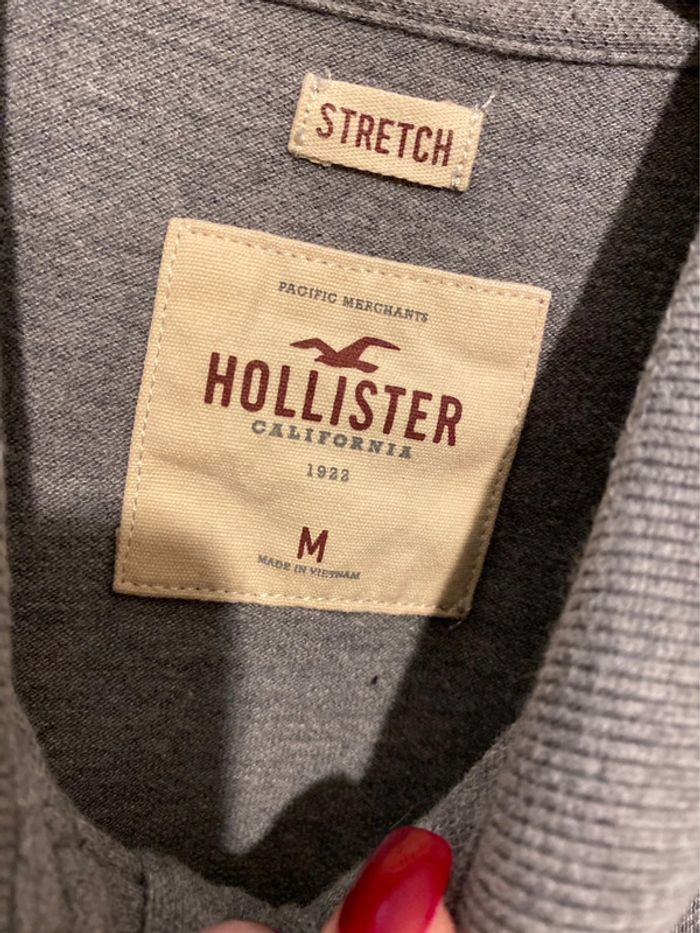 STRETCH
PACIFIC MERCHANTS
HOLLISTER
CALIFORNIA
1922
M
MADE IN VIETNAM